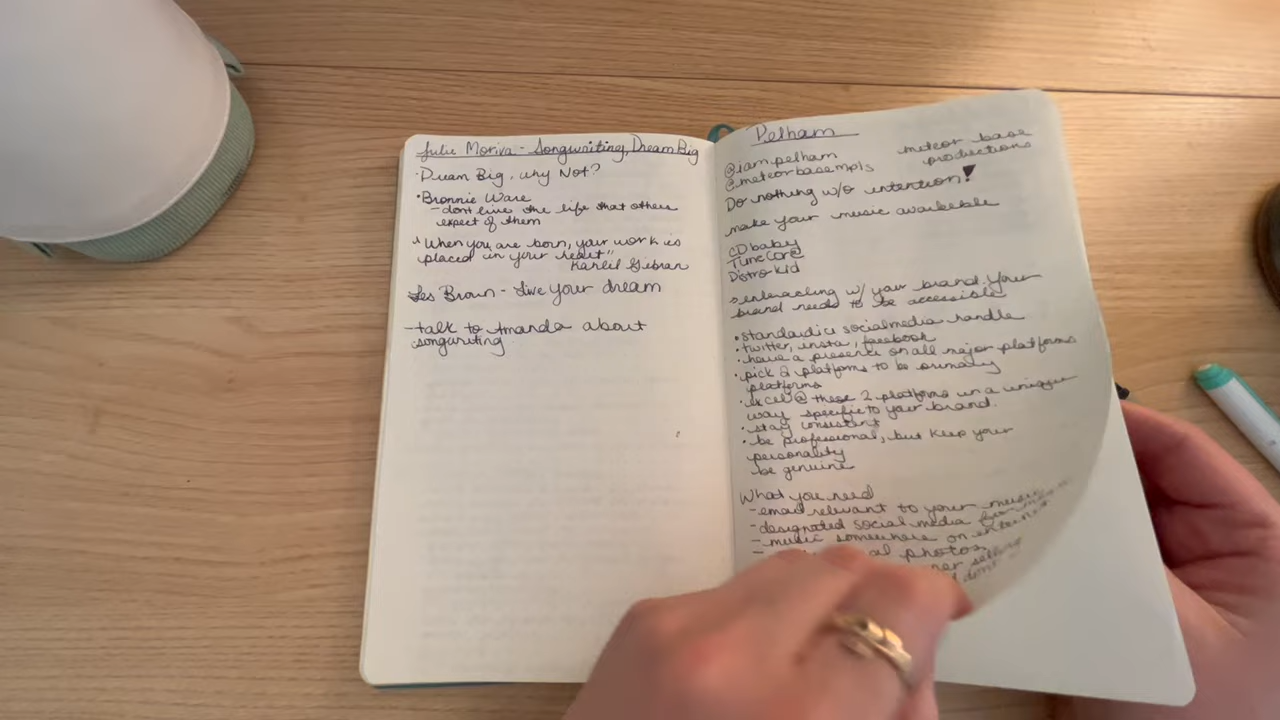 Julie Moriva - Songwriting, Dream Big
-Dream Big, Why Not?
•Bronnie Ware
-dont live the life that others
expect of them
"When you are born, your work is
placed in your heart"
Kahlil Gibran
Les Brown - Live your dream
-talk to Amanda about
songwriting
Pelham
@iampelham
@meteorbasempls
meteor base
productions
Do nothing w/o intention!
make your music available
CD baby
TuneCore
Distrokid
interacting w/ your brand. Your
brand needs to be accessible
•standardize social media handle
•twitter, insta, facebook
•have a presence on all major platforms
•pick 2 platforms to be primary
platforms
•excel @ these 2 platforms in a unique
way specific to your brand.
•stay consistent
•be professional, but keep your
personality
be genuine
What you need
-email relevant to your music
-designated social media for
-music somewhere on
photos